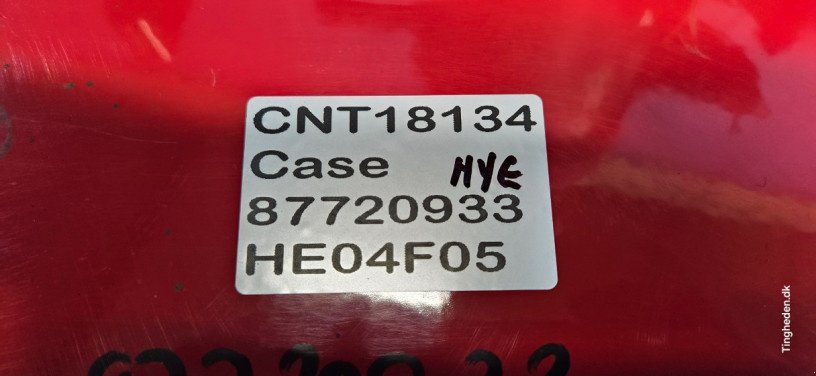 CNT18134
Case HYE
87720933
HE04F05
Tingheden.dk